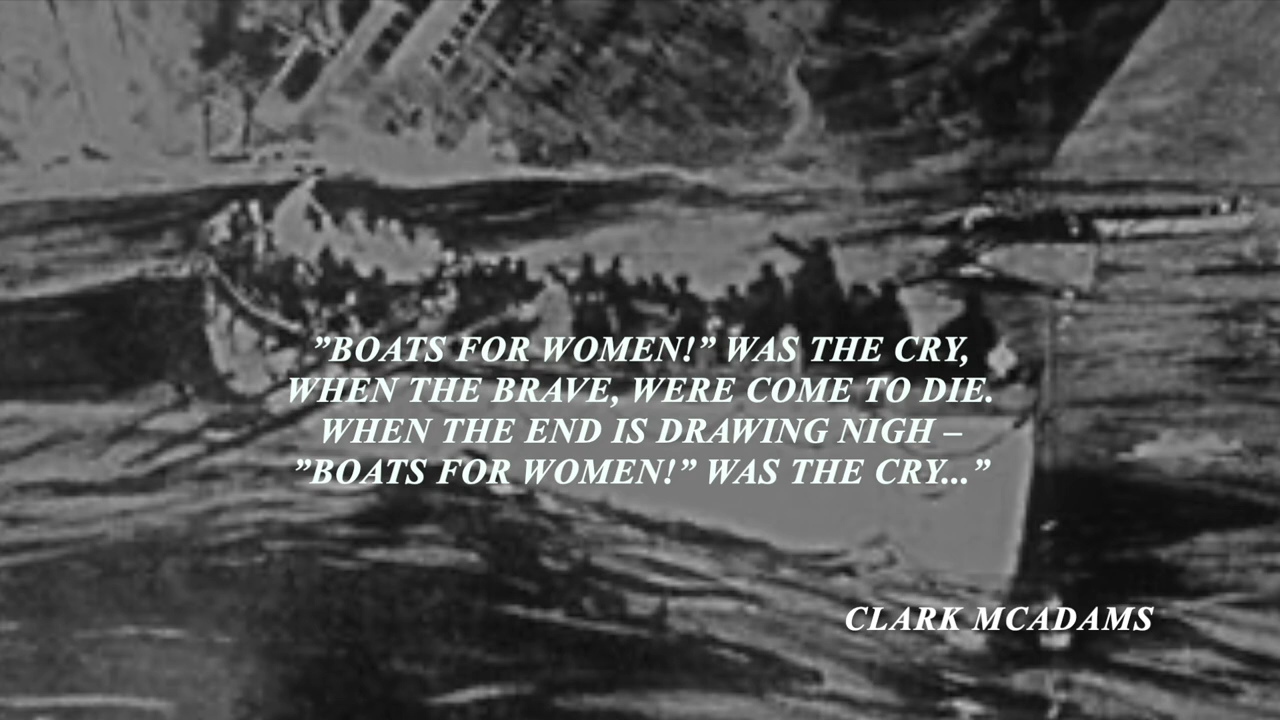 ”BOATS FOR WOMEN!” WAS THE CRY,
WHEN THE BRAVE, WERE COME TO DIE.
WHEN THE END IS DRAWING NIGH –
”BOATS FOR WOMEN!” WAS THE CRY...”
CLARK MCADAMS